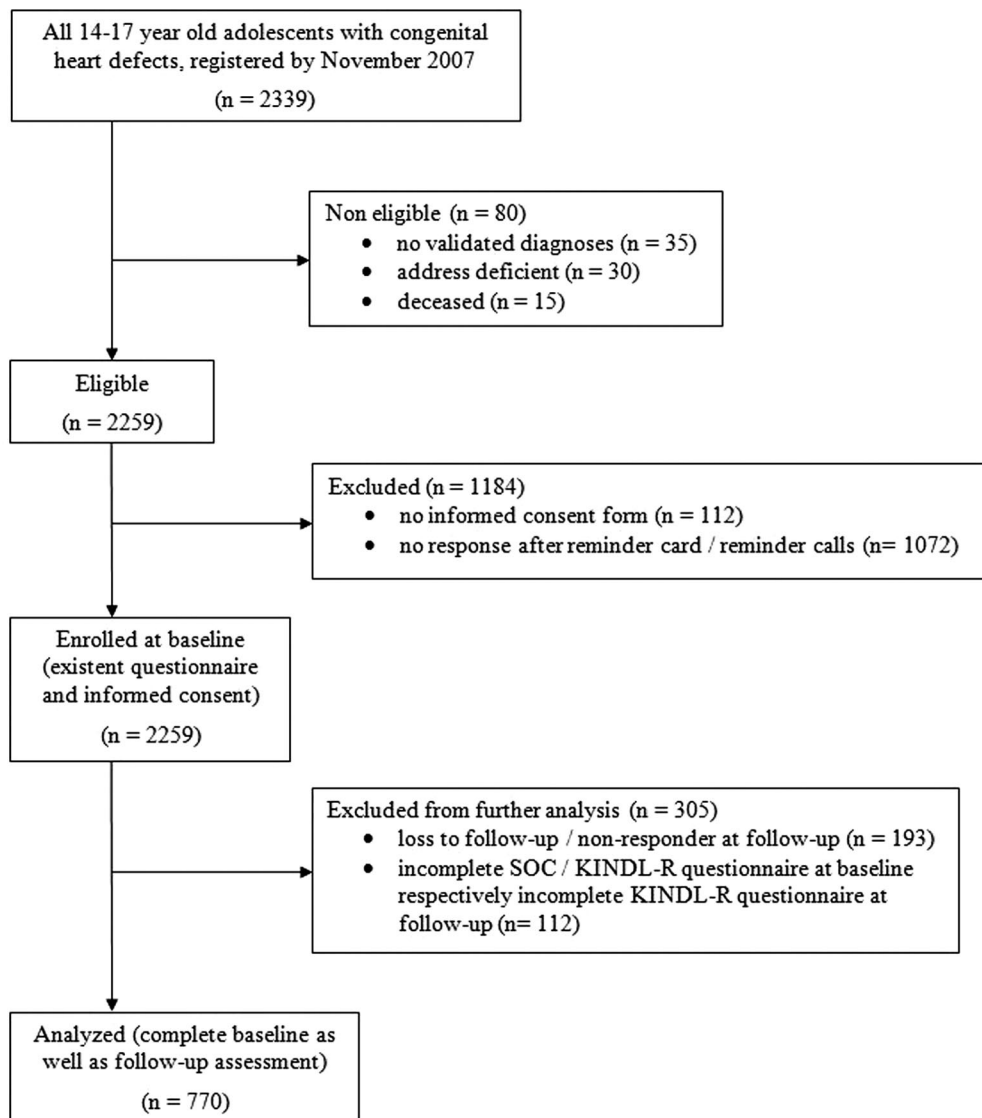 All 14-17 year old adolescents with congenital
heart defects, registered by November 2007
(n = 2339)
Non eligible (n = 80)
• no validated diagnoses (n = 35)
• address deficient (n = 30)
• deceased (n = 15)
Eligible
(n = 2259)
Excluded (n = 1184)
• no informed consent form (n = 112)
• no response after reminder card / reminder calls (n= 1072)
Enrolled at baseline
(existent questionnaire
and informed consent)
(n = 2259)
Excluded from further analysis (n = 305)
• loss to follow-up / non-responder at follow-up (n = 193)
• incomplete SOC / KINDL-R questionnaire at baseline
respectively incomplete KINDL-R questionnaire at
follow-up (n= 112)
Analyzed (complete baseline as
well as follow-up assessment)
(n = 770)